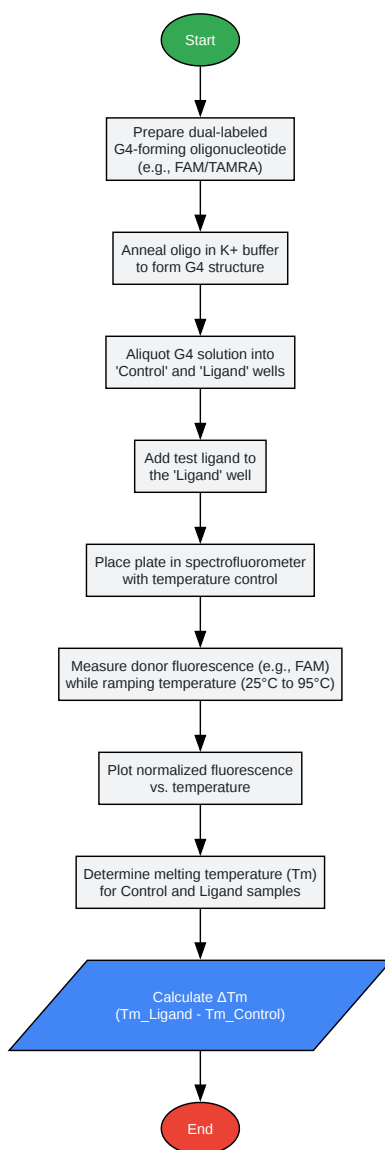 Start
Prepare dual-labeled
G4-forming oligonucleotide
(e.g., FAM/TAMRA)
Anneal oligo in K+ buffer
to form G4 structure
Aliquot G4 solution into
'Control' and 'Ligand' wells
Add test ligand to
the 'Ligand' well
Place plate in spectrofluorometer
with temperature control
Measure donor fluorescence (e.g., FAM)
while ramping temperature (25°C to 95°C)
Plot normalized fluorescence
vs. temperature
Determine melting temperature (Tm)
for Control and Ligand samples
Calculate ΔTm
(Tm_Ligand - Tm_Control)
End